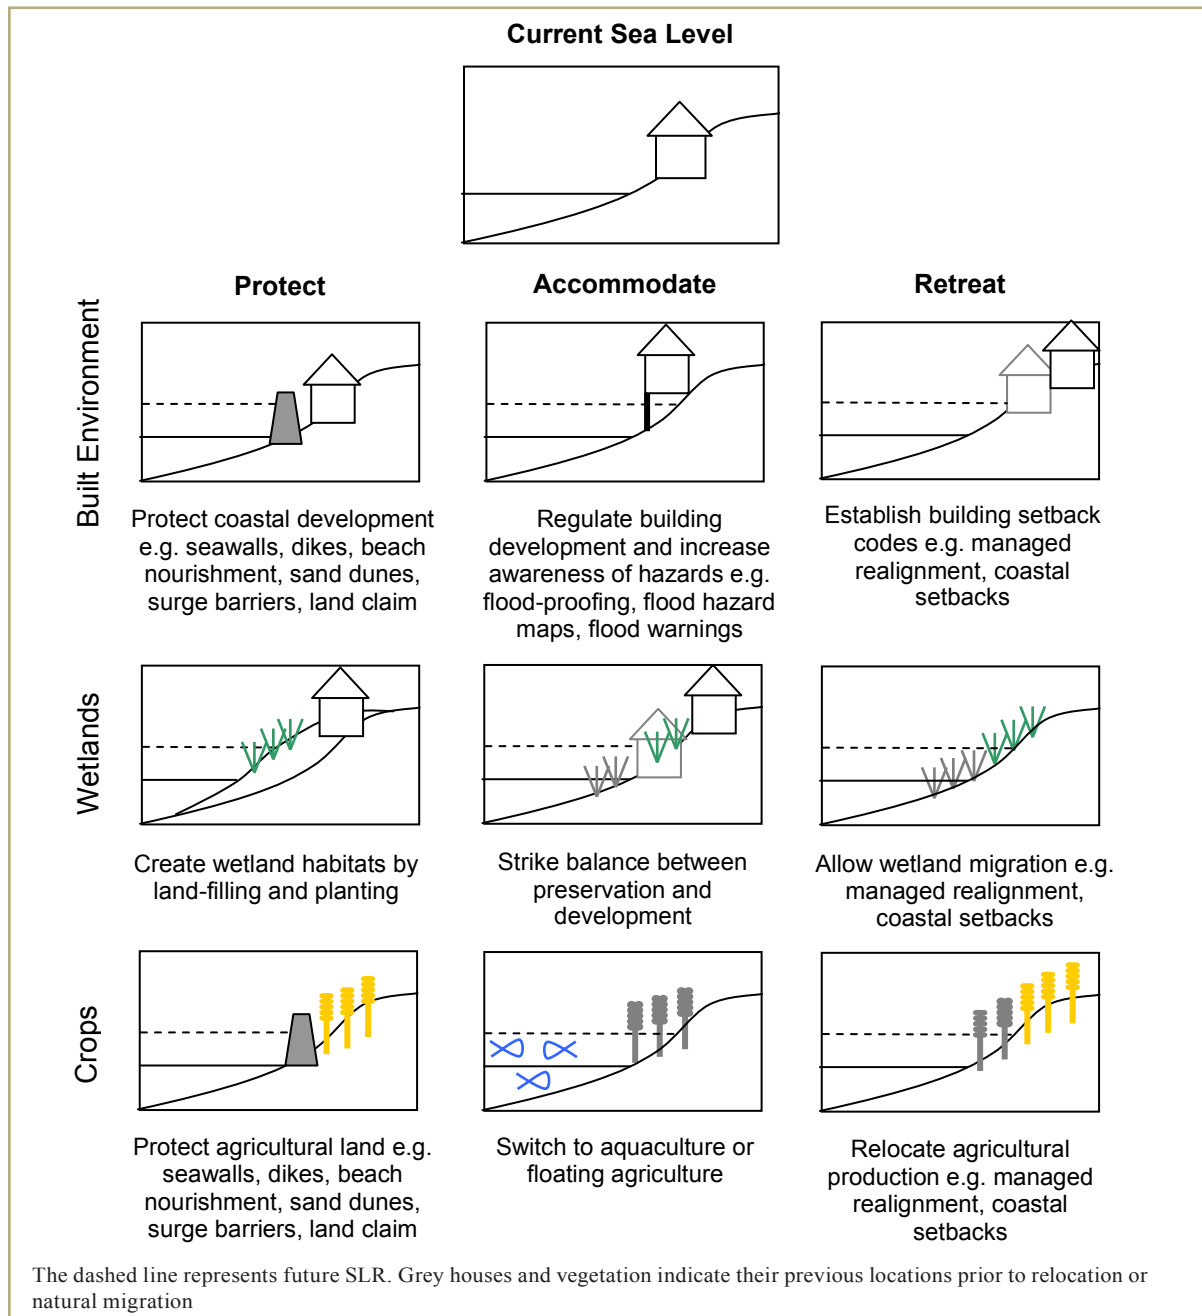 Current Sea Level
Protect
Accommodate
Retreat
Built Environment
Protect coastal development
e.g. seawalls, dikes, beach
nourishment, sand dunes,
surge barriers, land claim
Regulate building
development and increase
awareness of hazards e.g.
flood-proofing, flood hazard
maps, flood warnings
Establish building setback
codes e.g. managed
realignment, coastal
setbacks
Wetlands
Create wetland habitats by
land-filling and planting
Strike balance between
preservation and
development
Allow wetland migration e.g.
managed realignment,
coastal setbacks
Crops
Protect agricultural land e.g.
seawalls, dikes, beach
nourishment, sand dunes,
surge barriers, land claim
Switch to aquaculture or
floating agriculture
Relocate agricultural
production e.g. managed
realignment, coastal
setbacks
The dashed line represents future SLR. Grey houses and vegetation indicate their previous locations prior to relocation or
natural migration